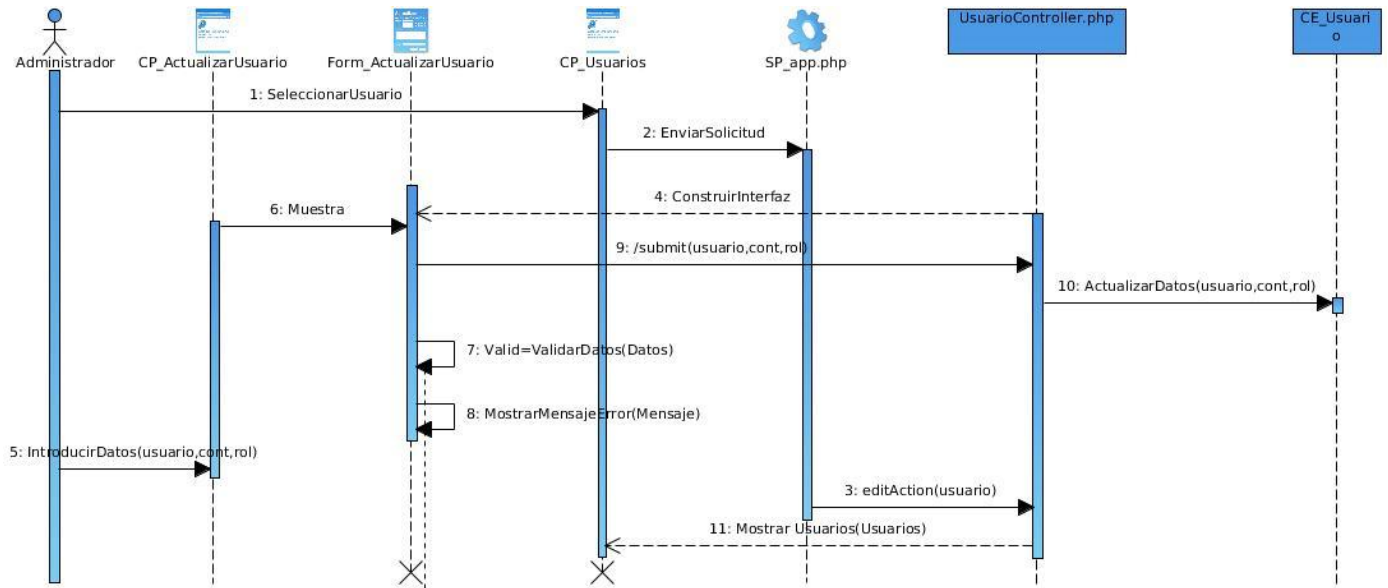 Administrador
CP_ActualizarUsuario
Form_ActualizarUsuario
CP_Usuarios
SP_app.php
UsuarioController.php
CE_Usuari
o
1: SeleccionarUsuario
2: EnviarSolicitud
4: ConstruirInterfaz
6: Muestra
9: /submit(usuario,cont,rol)
10: ActualizarDatos(usuario,cont,rol)
7: Valid=ValidarDatos(Datos)
8: MostrarMensajeError(Mensaje)
5: IntroducirDatos(usuario,cont,rol)
3: editAction(usuario)
11: Mostrar Usuarios(Usuarios)